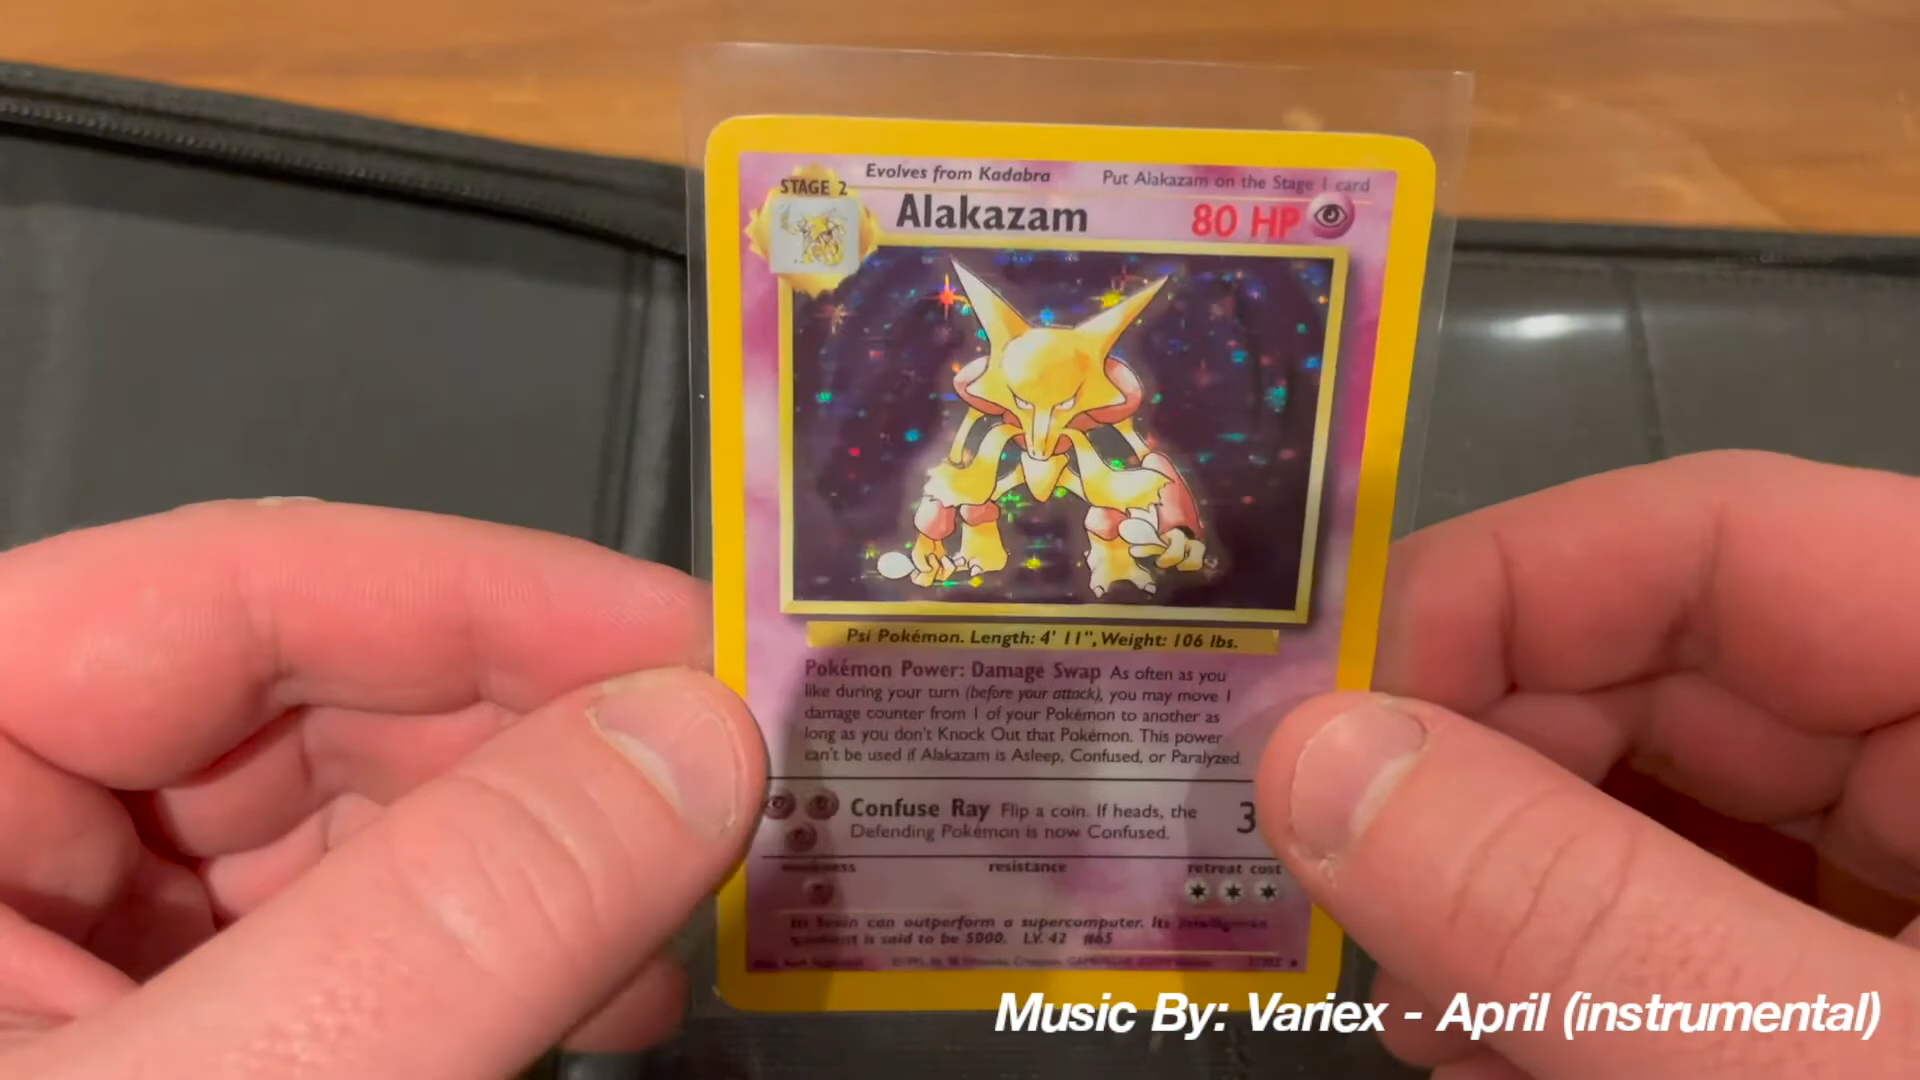 Evolves from Kadabra
Put Alakazam on the Stage 1 card
STAGE 2
Alakazam
80 HP
Psi Pokémon. Length: 4' 11", Weight: 106 lbs.
Pokémon Power: Damage Swap As often as you
like during your turn (before your attack), you may move 1
damage counter from 1 of your Pokémon to another as
long as you don't Knock Out that Pokémon. This power
can't be used if Alakazam is Asleep, Confused, or Paralyzed.
Confuse Ray Flip a coin. If heads, the
3
Defending Pokémon is now Confused.
weakness
resistance
retreat cost
Its brain can outperform a supercomputer. Its intelligence
quotient is said to be 5000. LV. 42 #65
Music By: Variex - April (instrumental)